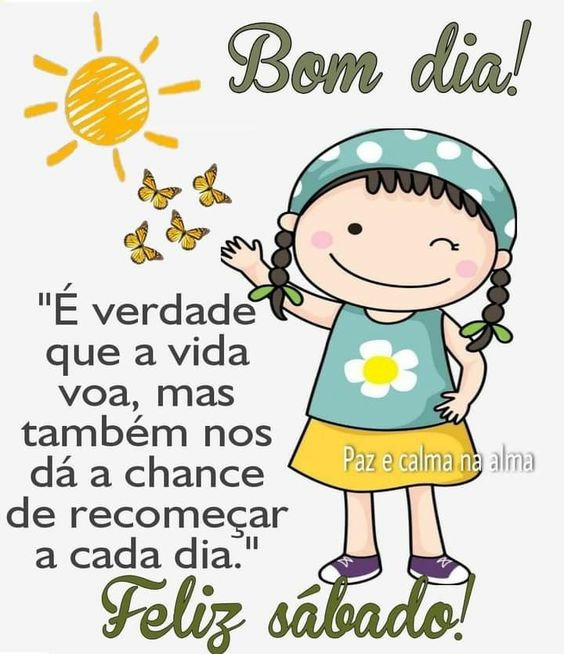 Bom dia!
"É verdade
que a vida
voa, mas
também nos
dá a chance
de recomeçar
a cada dia."
Paz e calma na alma
Feliz sábado!